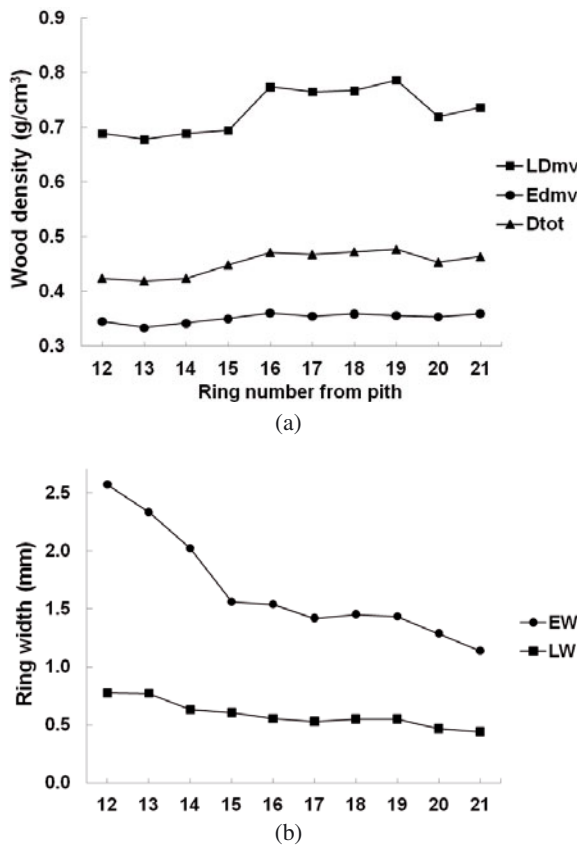 0.9
0.8
0.7
0.6
0.5
0.4
0.3
Wood density (g/cm³)
LDmv
Edmv
Dtot
12 13 14 15 16 17 18 19 20 21
Ring number from pith
(a)
2.5
2.0
1.5
1.0
0.5
0.0
Ring width (mm)
EW
LW
12 13 14 15 16 17 18 19 20 21
(b)